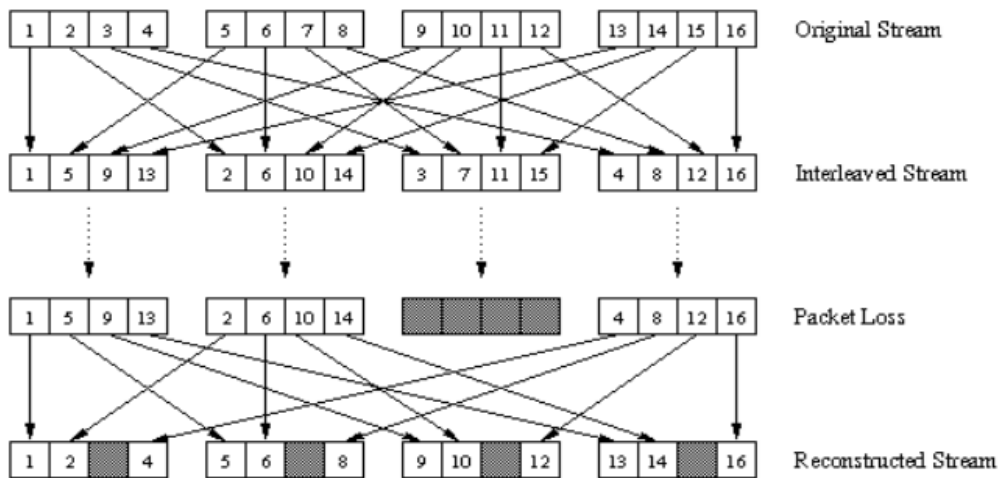 1 2 3 4 5 6 7 8 9 10 11 12 13 14 15 16 Original Stream
1 5 9 13 2 6 10 14 3 7 11 15 4 8 12 16 Interleaved Stream
1 5 9 13 2 6 10 14 4 8 12 16 Packet Loss
1 2 4 5 6 8 9 10 12 13 14 16 Reconstructed Stream